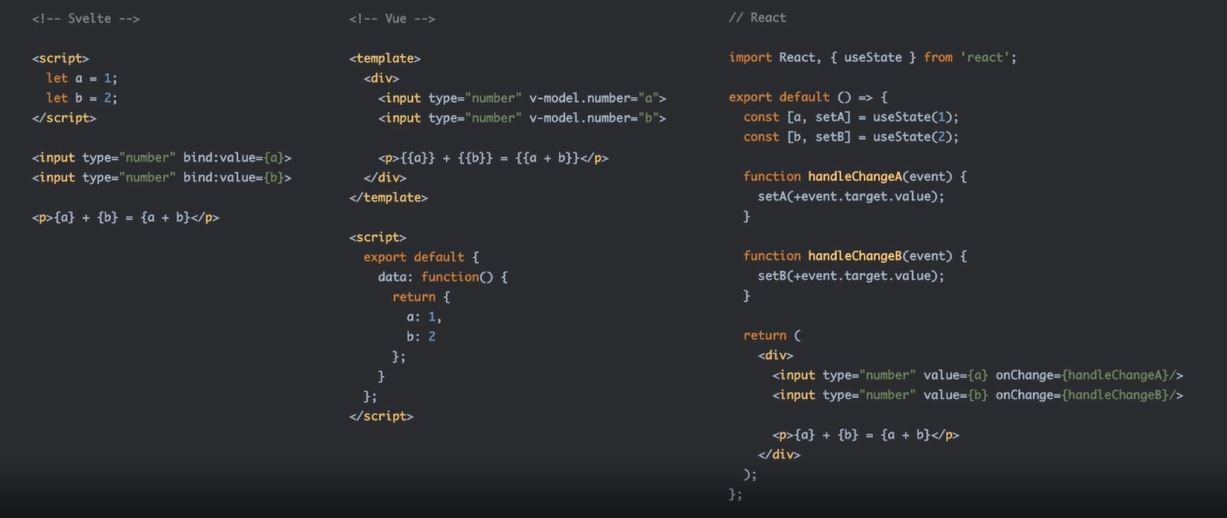 <!-- Svelte -->
<script>
  let a = 1;
  let b = 2;
</script>
<input type="number" bind:value={a}>
<input type="number" bind:value={b}>
<p>{a} + {b} = {a + b}</p>
<!-- Vue -->
<template>
  <div>
    <input type="number" v-model.number="a">
    <input type="number" v-model.number="b">
    <p>{{a}} + {{b}} = {{a + b}}</p>
  </div>
</template>
<script>
  export default {
    data: function() {
      return {
        a: 1,
        b: 2
      };
    }
  };
</script>
// React
import React, { useState } from 'react';
export default () => {
  const [a, setA] = useState(1);
  const [b, setB] = useState(2);
  function handleChangeA(event) {
    setA(+event.target.value);
  }
  function handleChangeB(event) {
    setB(+event.target.value);
  }
  return (
    <div>
      <input type="number" value={a} onChange={handleChangeA}/>
      <input type="number" value={b} onChange={handleChangeB}/>
      <p>{a} + {b} = {a + b}</p>
    </div>
  );
};